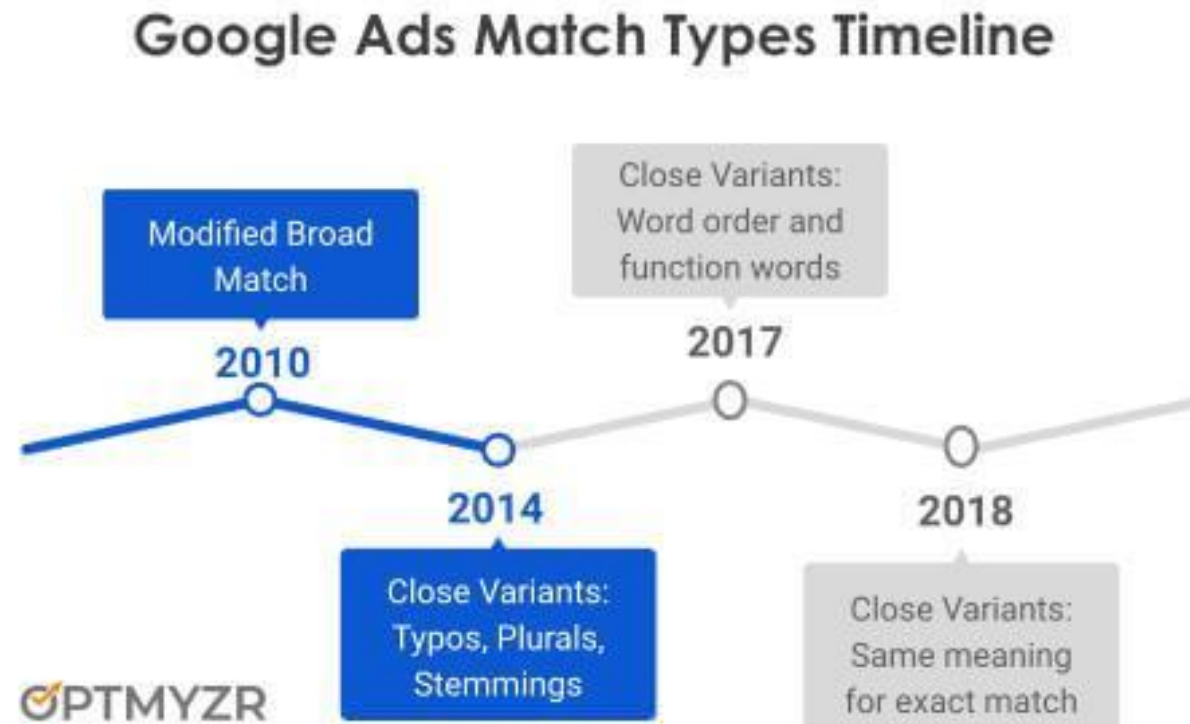 Google Ads Match Types Timeline
Modified Broad
Match
2010
Close Variants:
Word order and
function words
2017
2014
Close Variants:
Typos, Plurals,
Stemmings
2018
Close Variants:
Same meaning
for exact match
OPTMYZR